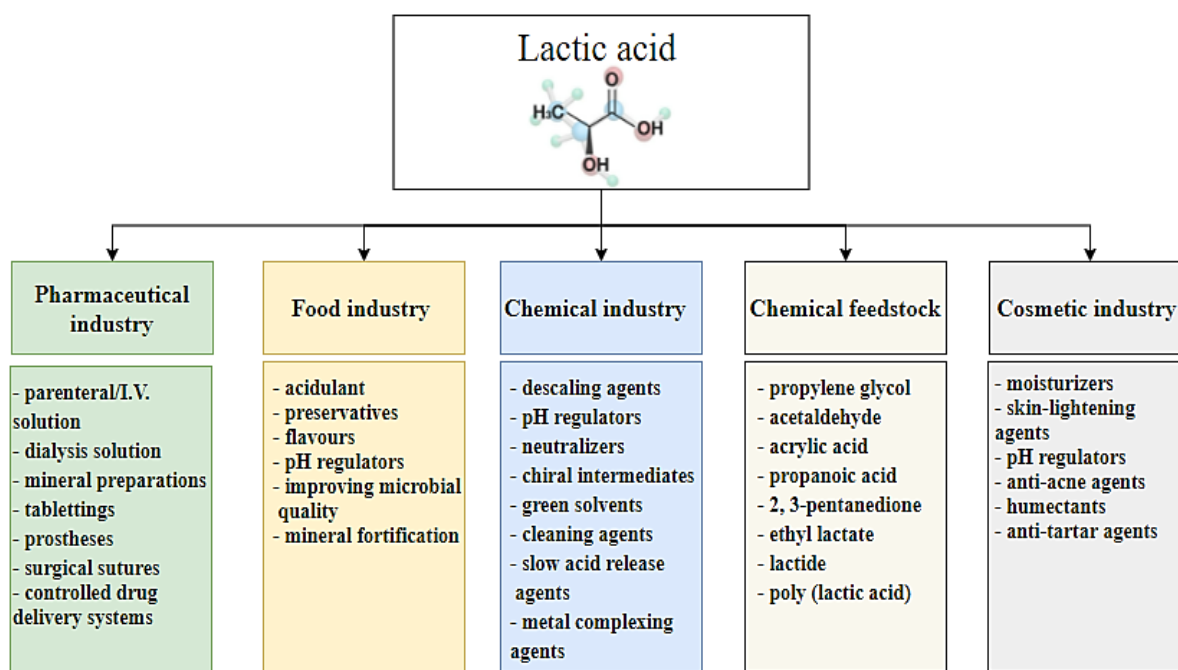 Lactic acid
O
H₃C
OH
OH
Pharmaceutical
industry
- parenteral/I.V.
solution
- dialysis solution
- mineral preparations
- tablettings
- prostheses
- surgical sutures
- controlled drug
delivery systems
Food industry
- acidulant
- preservatives
- flavours
- pH regulators
- improving microbial
quality
- mineral fortification
Chemical industry
- descaling agents
- pH regulators
- neutralizers
- chiral intermediates
- green solvents
- cleaning agents
- slow acid release
agents
- metal complexing
agents
Chemical feedstock
- propylene glycol
- acetaldehyde
- acrylic acid
- propanoic acid
- 2, 3-pentanedione
- ethyl lactate
- lactide
- poly (lactic acid)
Cosmetic industry
- moisturizers
- skin-lightening
agents
- pH regulators
- anti-acne agents
- humectants
- anti-tartar agents